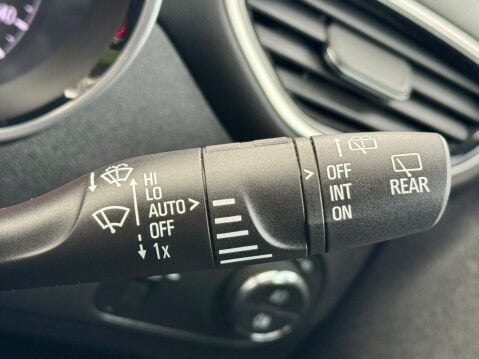 HI
LO
AUTO >
OFF
1x
> OFF
INT
ON
REAR